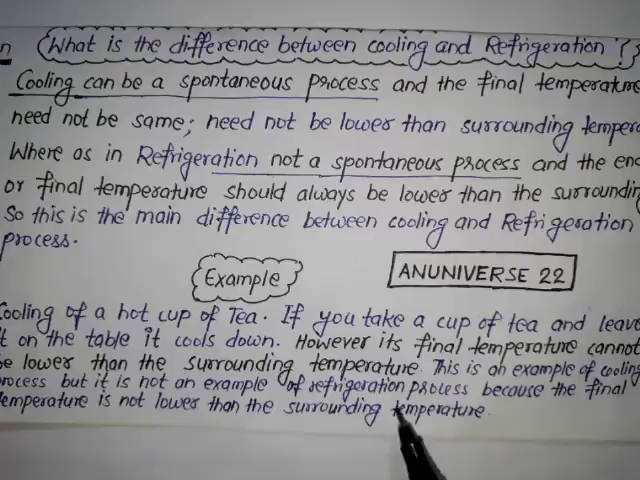 n What is the difference between cooling and Refrigeration ?
Cooling can be a spontaneous process and the final temperature
need not be same; need not be lower than surrounding tempera
Where as in Refrigeration not a spontaneous process and the end
or final temperature should always be lower than the surrounding
So this is the main difference between cooling and Refrigeration
process.
Example
ANUNIVERSE 22
Cooling of a hot cup of Tea. If you take a cup of tea and leave
t on the table it cools down. However its final temperature cannot
be lower than the surrounding temperature. This is an example of cooling
rocess but it is not an example of refrigeration process because the final
temperature is not lower than the surrounding temperature.